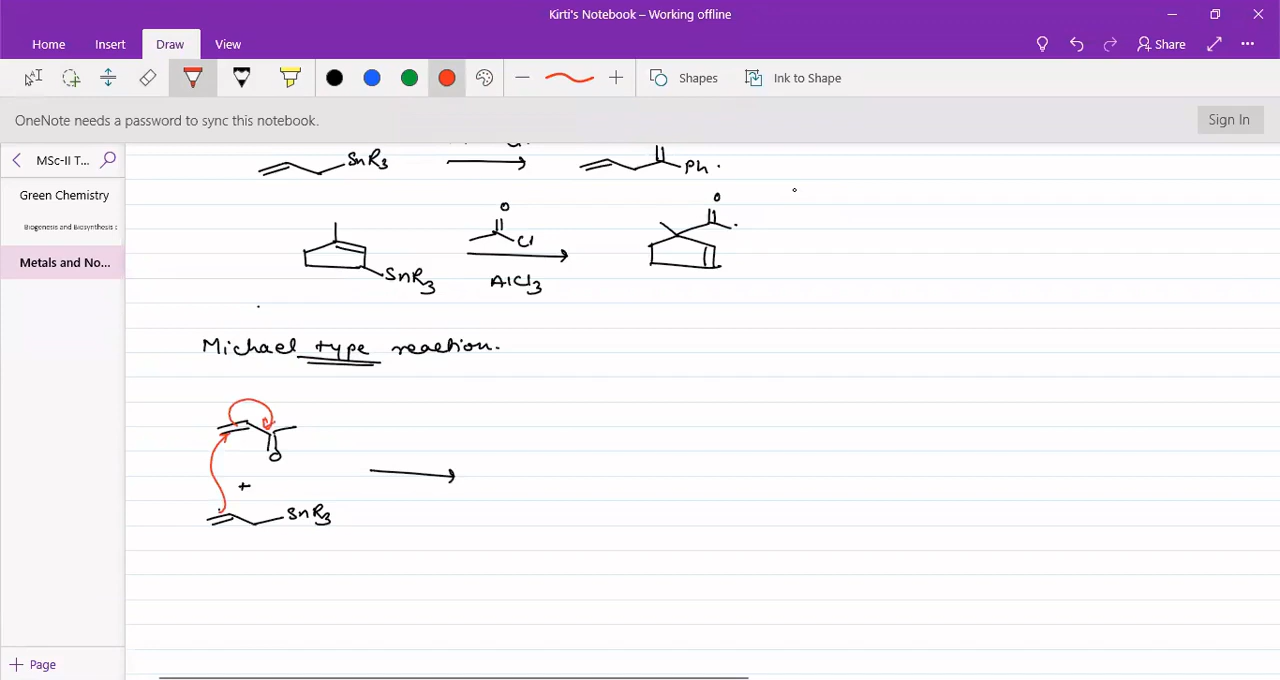 Kirti's Notebook – Working offline
Home Insert Draw View
Share
Shapes Ink to Shape
OneNote needs a password to sync this notebook.
Sign In
MSc-II T...
Green Chemistry
Biogenesis and Biosynthesis :
Metals and No...
SnR3
Ph.
O
O
Cl
SnR3
AlCl3
Michael type reaction.
O
+
SnR3
+ Page